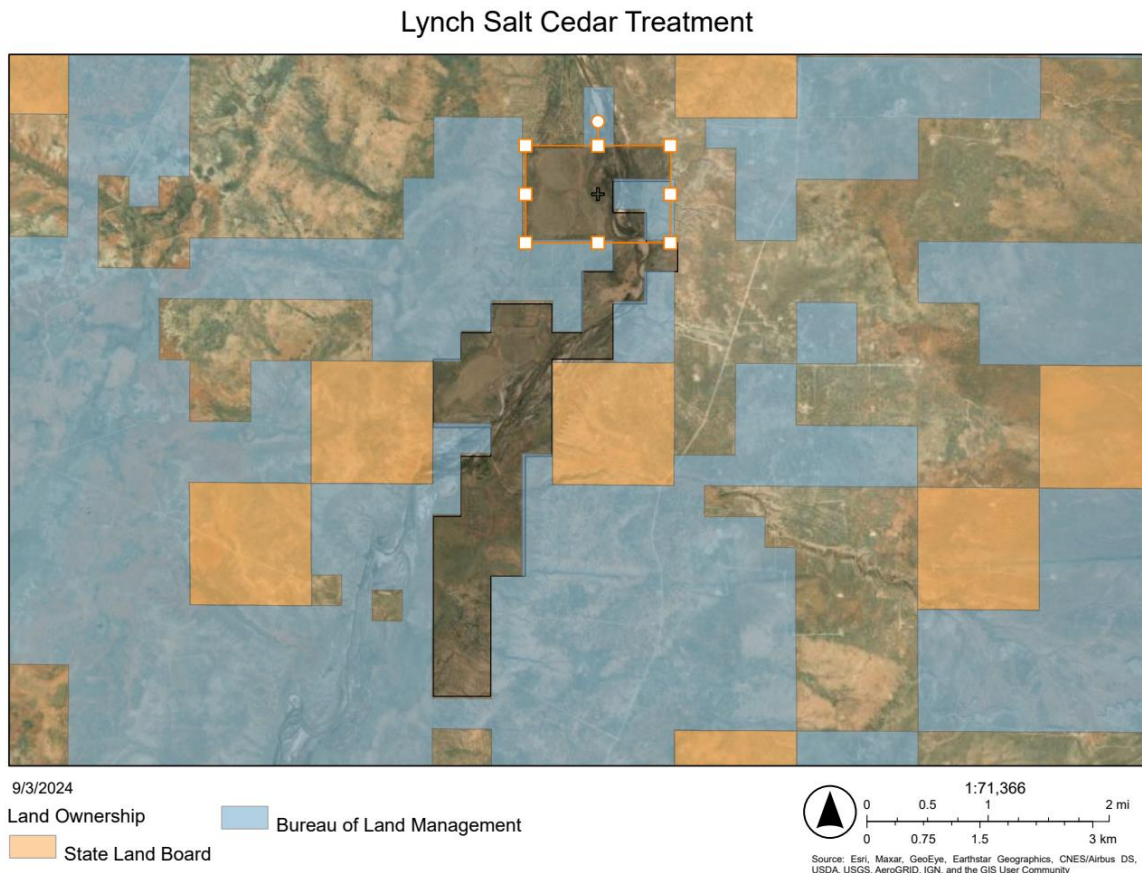 Lynch Salt Cedar Treatment
9/3/2024
Land Ownership
Bureau of Land Management
State Land Board
1:71,366
0 0.5 1 2 mi
0 0.75 1.5 3 km
Source: Esri, Maxar, GeoEye, Earthstar Geographics, CNES/Airbus DS,
USDA, USGS, AeroGRID, IGN, and the GIS User Community